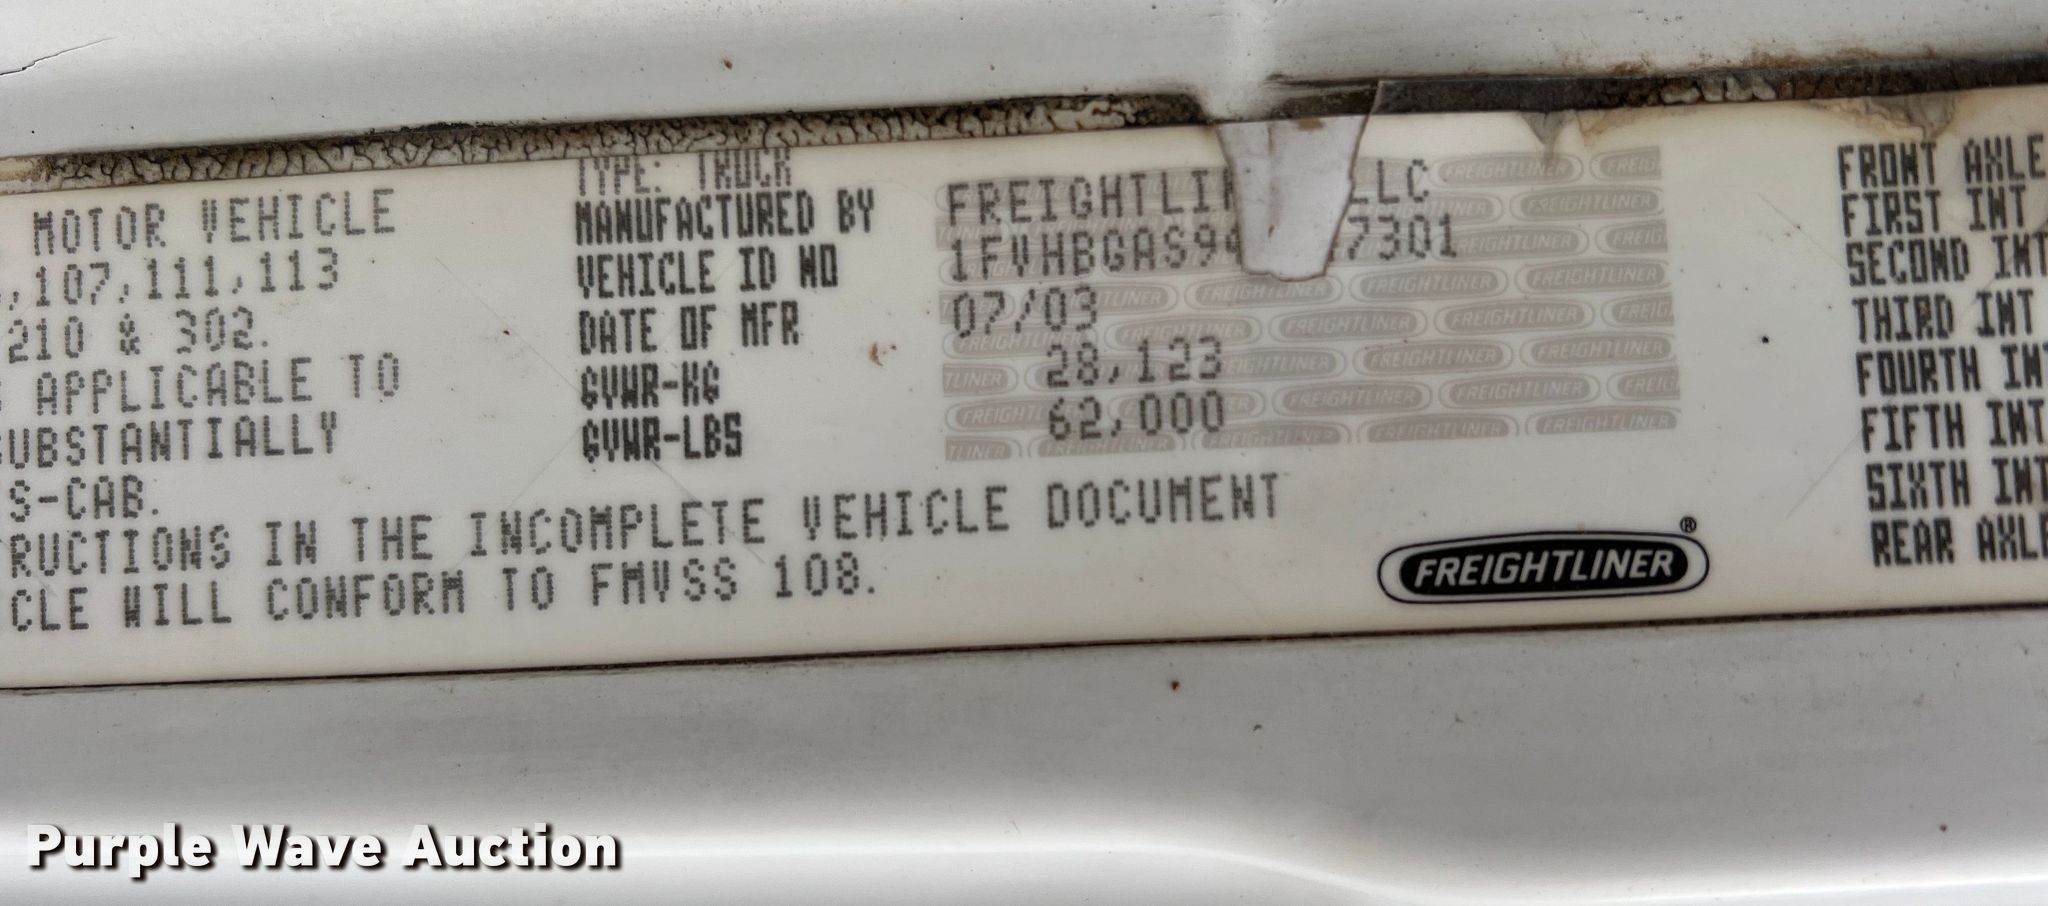 TYPE: TRUCK
MOTOR VEHICLE
,107,111,113
210 & 302.
APPLICABLE TO
UBSTANTIALLY
S-CAB.
RUCTIONS IN THE INCOMPLETE VEHICLE DOCUMENT
CLE WILL CONFORM TO FMVSS 108.
MANUFACTURED BY FREIGHTLIN LLC
VEHICLE ID NO 1FVHBGAS94 7301
DATE OF MFR 07/03
GVWR-KG 28,123
GVWR-LBS 62,000
FREIGHTLINER®
FRONT AXLE
FIRST INT
SECOND INT
THIRD INT
FOURTH INT
FIFTH INT
SIXTH INT
REAR AXLE
Purple Wave Auction